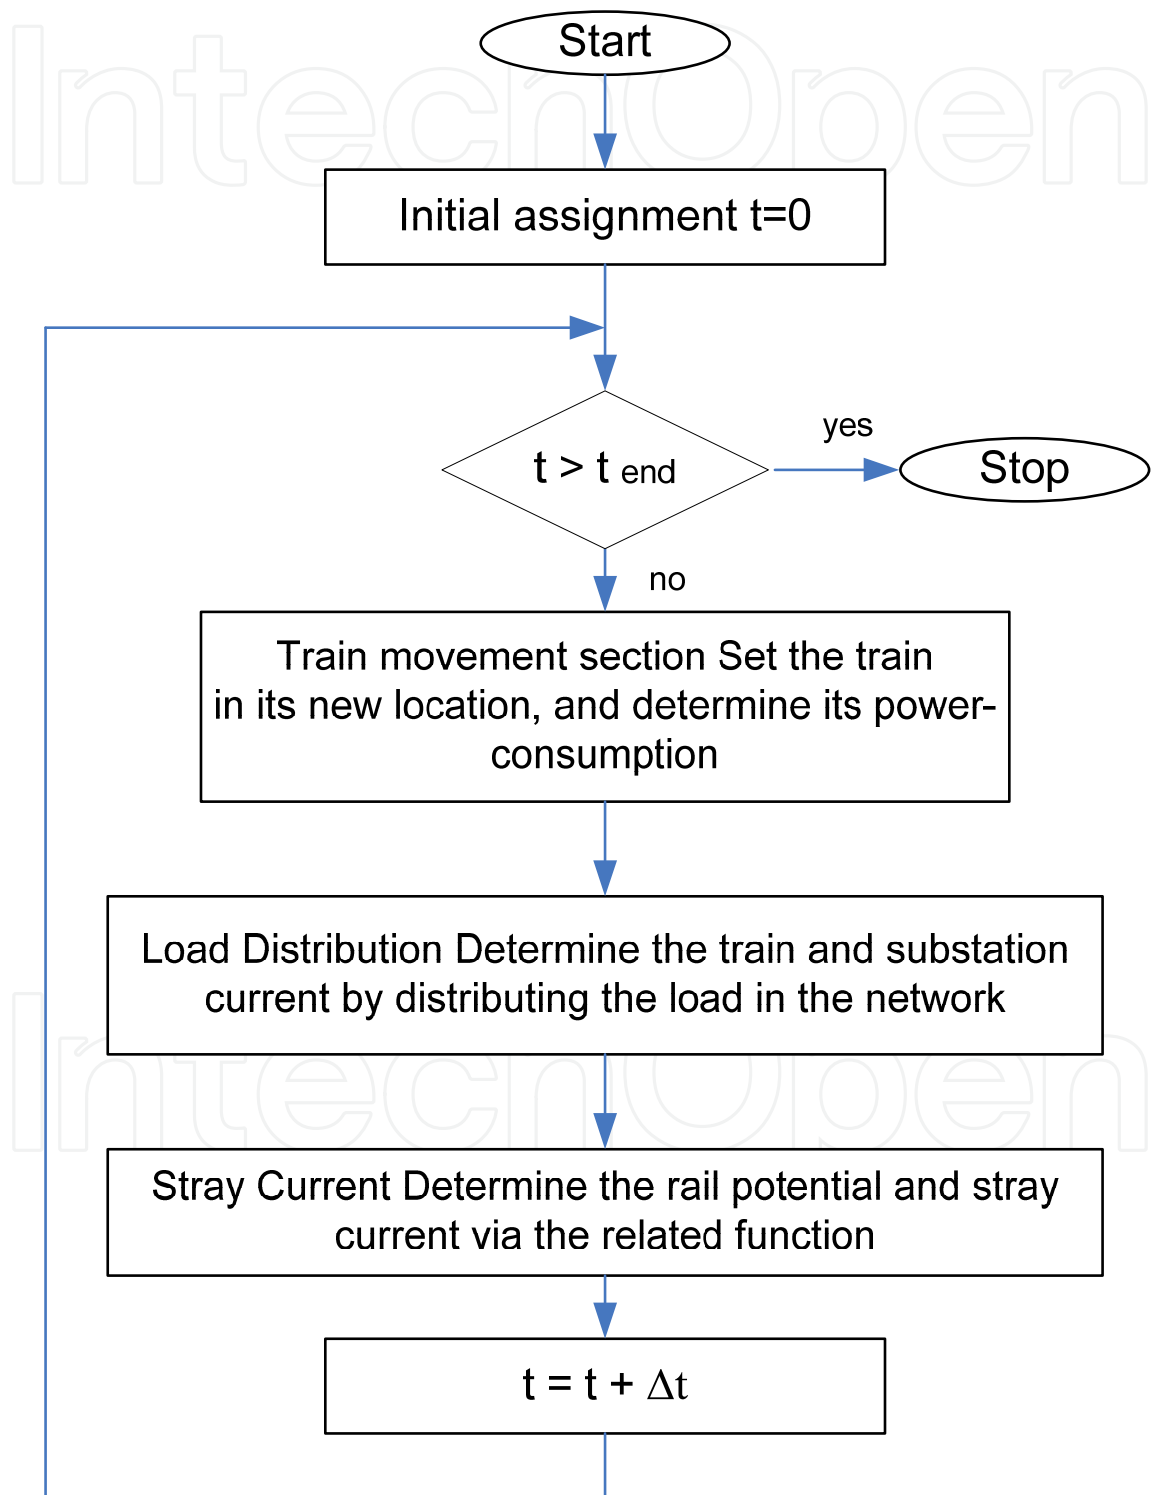 IntechOpen
Start
Initial assignment t=0
t > t end
yes
Stop
no
Train movement section Set the train
in its new location, and determine its power-
consumption
Load Distribution Determine the train and substation
current by distributing the load in the network
IntechOpen
Stray Current Determine the rail potential and stray
current via the related function
t = t + Δt